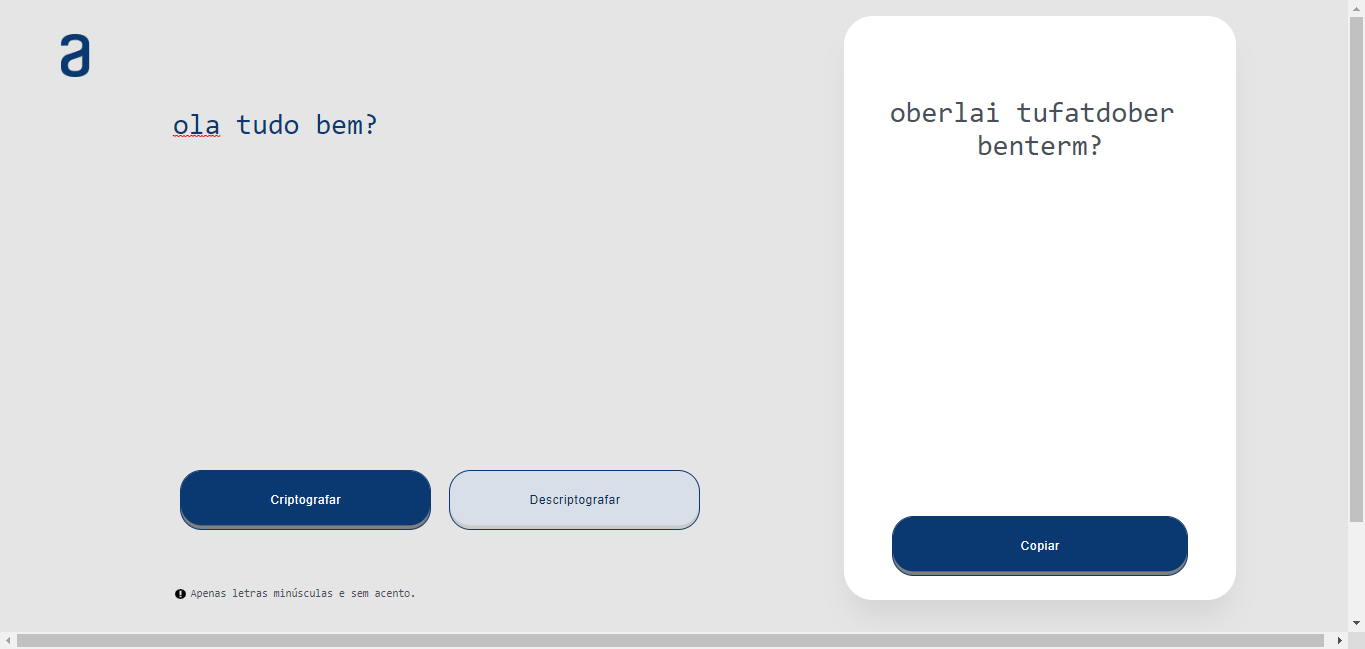 a
ola tudo bem?
Criptografar
Descriptografar
Apenas letras minúsculas e sem acento.
oberlai tufatdober
benterm?
Copiar